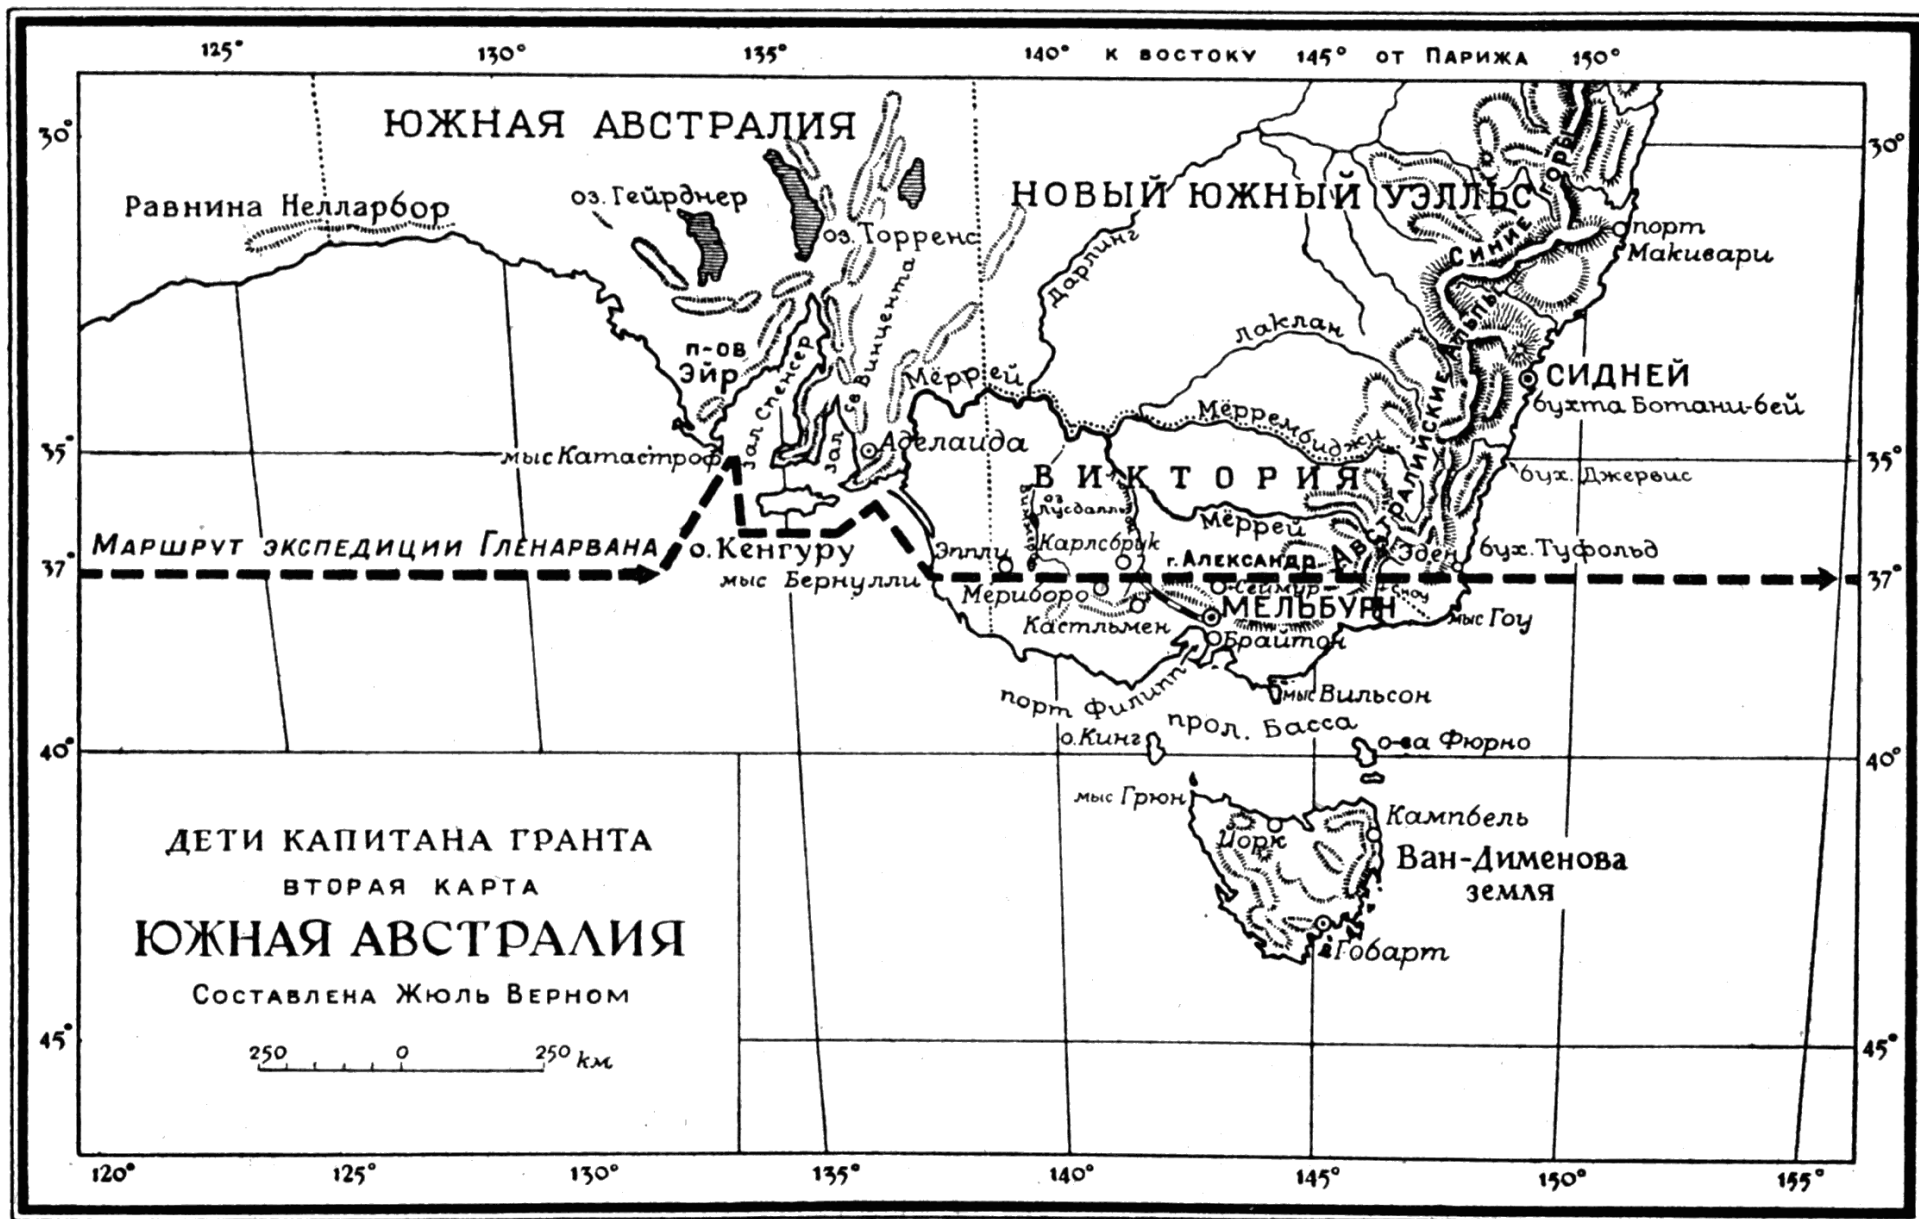 125° 130° 135° 140° К ВОСТОКУ 145° ОТ ПАРИЖА 150°
30° 30°
ЮЖНАЯ АВСТРАЛИЯ
НОВЫЙ ЮЖНЫЙ УЭЛЛЬС
Равнина Нелларбор
оз. Гейрднер
оз. Торренс
Дарлинг
СИНИЕ ГОРЫ
порт
Макивари
п-ов
Эйр
зал Спенсер
зал св Винцента
Мёррей
Лаклан
Мёррембиджи
АВСТРАЛИЙСКИЕ Альпы
СИДНЕЙ
бухта Ботани-бей
35° 35°
мыс Катастроф
Аделаида
ВИКТОРИЯ
бух. Джервис
оз
Лусдалль
Мёррей
МАРШРУТ ЭКСПЕДИЦИИ ГЛЕНАРВАНА
о. Кенгуру
мыс Бернулли
Эппли
Карлсбрук
г. АЛЕКСАНДР
Эден
бух. Туфольд
37° 37°
Мериборо
Сеймур
Сноу
МЕЛЬБУРН
Кастльмен
Брайтон
мыс Гоу
порт Филипп
мыс Вильсон
прол. Басса
о. Кинг
о-ва Фюрно
40° 40°
мыс Грюн
Кампбель
Йорк
Ван-Дименова
земля
Гобарт
ДЕТИ КАПИТАНА ГРАНТА
ВТОРАЯ КАРТА
ЮЖНАЯ АВСТРАЛИЯ
СОСТАВЛЕНА ЖЮЛЬ ВЕРНОМ
250 0 250 км
45° 45°
120° 125° 130° 135° 140° 145° 150° 155°